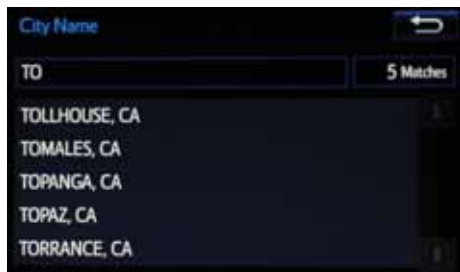 City Name
TO
5 Matches
TOLLHOUSE, CA
TOMALES, CA
TOPANGA, CA
TOPAZ, CA
TORRANCE, CA